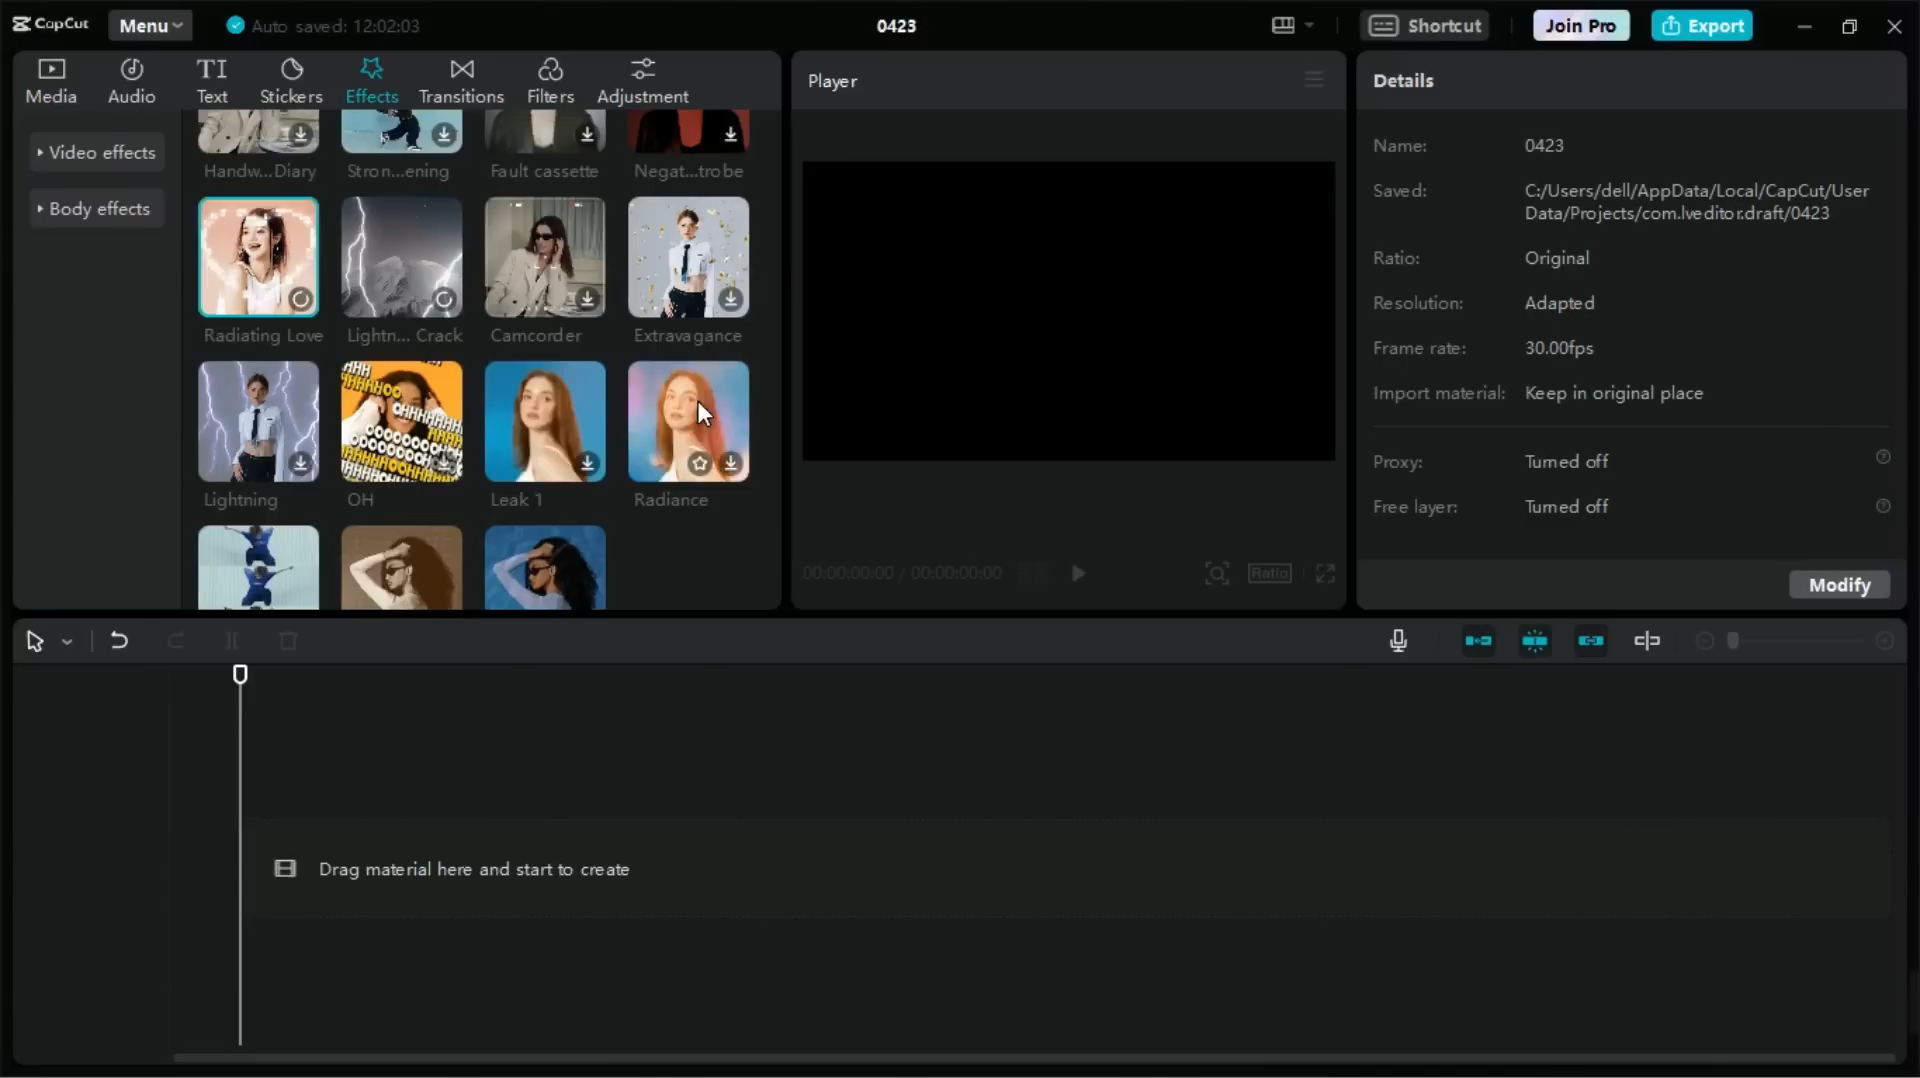 CapCut
Menu
Auto saved: 12:02:03
0423
Shortcut
Join Pro
Export
Media
Audio
TI
Text
Stickers
Effects
Transitions
Filters
Adjustment
Video effects
Body effects
Handw...Diary
Stron...ening
Fault cassette
Negat...trobe
Radiating Love
Lightn... Crack
Camcorder
Extravagance
Lightning
OH
Leak 1
Radiance
Player
00:00:00:00 / 00:00:00:00
Ratio
Details
Name: 0423
Saved: C:/Users/dell/AppData/Local/CapCut/User
Data/Projects/com.lveditor.draft/0423
Ratio: Original
Resolution: Adapted
Frame rate: 30.00fps
Import material: Keep in original place
Proxy: Turned off
Free layer: Turned off
Modify
Drag material here and start to create